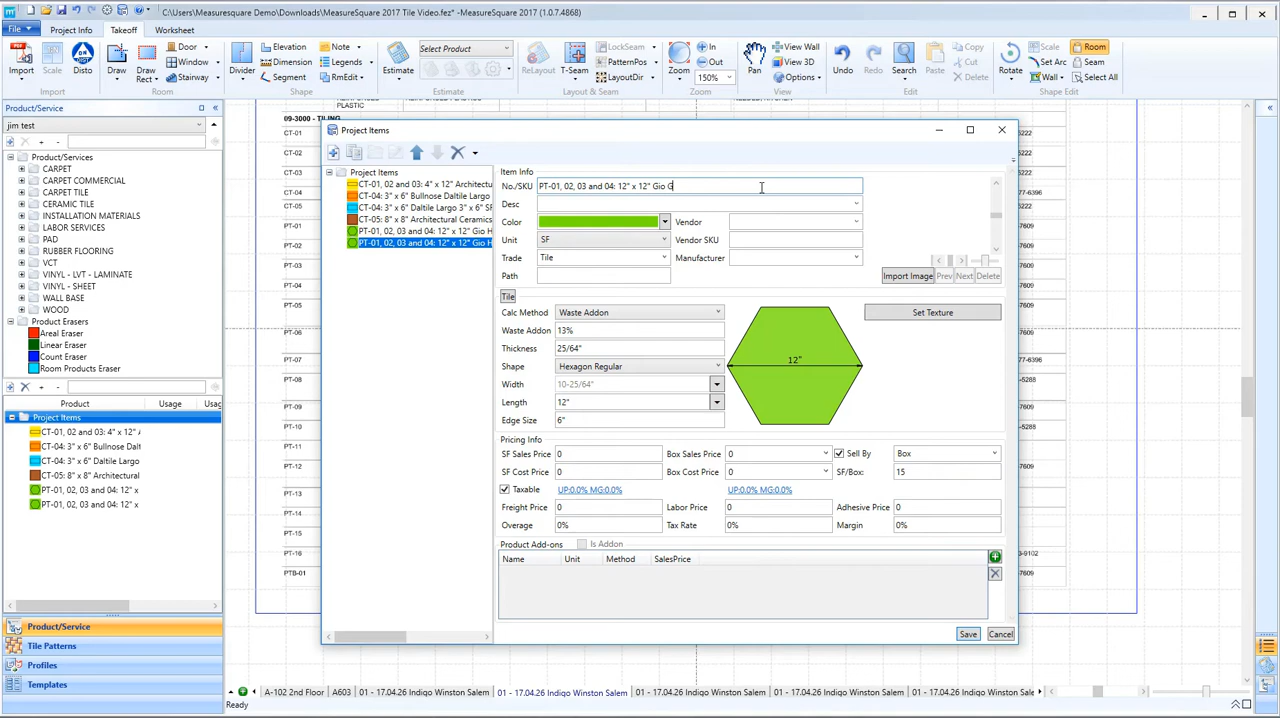 C:\Users\Measuresquare Demo\Downloads\MeasureSquare 2017 Tile Video.fez* - MeasureSquare 2017 (1.0.7.4868)
File Project Info Takeoff Worksheet
Import Scale Disto Draw Draw Rect Door Window Stairway Divider Elevation Dimension Segment Note Legends RmEdit Estimate Select Product ReLayout T-Seam LockSeam PatternPos LayoutDir Zoom In Out 150% Pan View Wall View 3D Options Undo Redo Search Paste Copy Cut Delete Rotate Scale Set Arc Wall Room Seam Select All
Import Room Shape Estimate Layout & Seam Zoom View Edit Shape Edit
Product/Service
jim test
Product/Services
CARPET
CARPET COMMERCIAL
CARPET TILE
CERAMIC TILE
INSTALLATION MATERIALS
LABOR SERVICES
PAD
RUBBER FLOORING
VCT
VINYL - LVT - LAMINATE
VINYL - SHEET
WALL BASE
WOOD
Project Erasers
Areal Eraser
Linear Eraser
Count Eraser
Room Products Eraser
Product Usage Usag
Project Items
CT-01, 02 and 03: 4" x 12" A
CT-04: 3" x 6" Bullnose Dalt
CT-04: 3" x 6" Daltile Largo
CT-05: 8" x 8" Architectural
PT-01, 02, 03 and 04: 12" x
PT-01, 02, 03 and 04: 12" x
Product/Service
Tile Patterns
Profiles
Templates
PLASTIC
09-3000 - TILING
CT-01
CT-02
CT-03
CT-04
CT-05
PT-01
PT-02
PT-03
PT-04
PT-05
PT-06
PT-07
PT-08
PT-09
PT-10
PT-11
PT-12
PT-13
PT-14
PT-15
PT-16
PTB-01
Project Items
Project Items
CT-01, 02 and 03: 4" x 12" Architectu
CT-04: 3" x 6" Bullnose Daltile Largo
CT-04: 3" x 6" Daltile Largo 3" x 6" SF
CT-05: 8" x 8" Architectural Ceramics
PT-01, 02, 03 and 04: 12" x 12" Gio H
PT-01, 02, 03 and 04: 12" x 12" Gio H
Item Info
No./SKU PT-01, 02, 03 and 04: 12" x 12" Gio G
Desc
Color Vendor
Unit SF Vendor SKU
Trade Tile Manufacturer
Path Import Image Prev Next Delete
Tile
Calc Method Waste Addon Set Texture
Waste Addon 13%
Thickness 25/64"
Shape Hexagon Regular 12"
Width 10-25/64"
Length 12"
Edge Size 6"
Pricing Info
SF Sales Price 0 Box Sales Price 0 Sell By Box
SF Cost Price 0 Box Cost Price 0 SF/Box: 15
Taxable UP:0.0% MG:0.0% UP:0.0% MG:0.0%
Freight Price 0 Labor Price 0 Adhesive Price 0
Overage 0% Tax Rate 0% Margin 0%
Product Add-ons Is Addon
Name Unit Method SalesPrice
Save Cancel
A-102 2nd Floor A603 01 - 17.04.26 Indigo Winston Salem 01 - 17.04.26 Indigo Winston Salem 01 - 17.04.26 Indigo Winston Salem 01 - 17.04.26 Indigo Winston Salem 01 - 17.04.26 Indigo Winston Salem
Ready